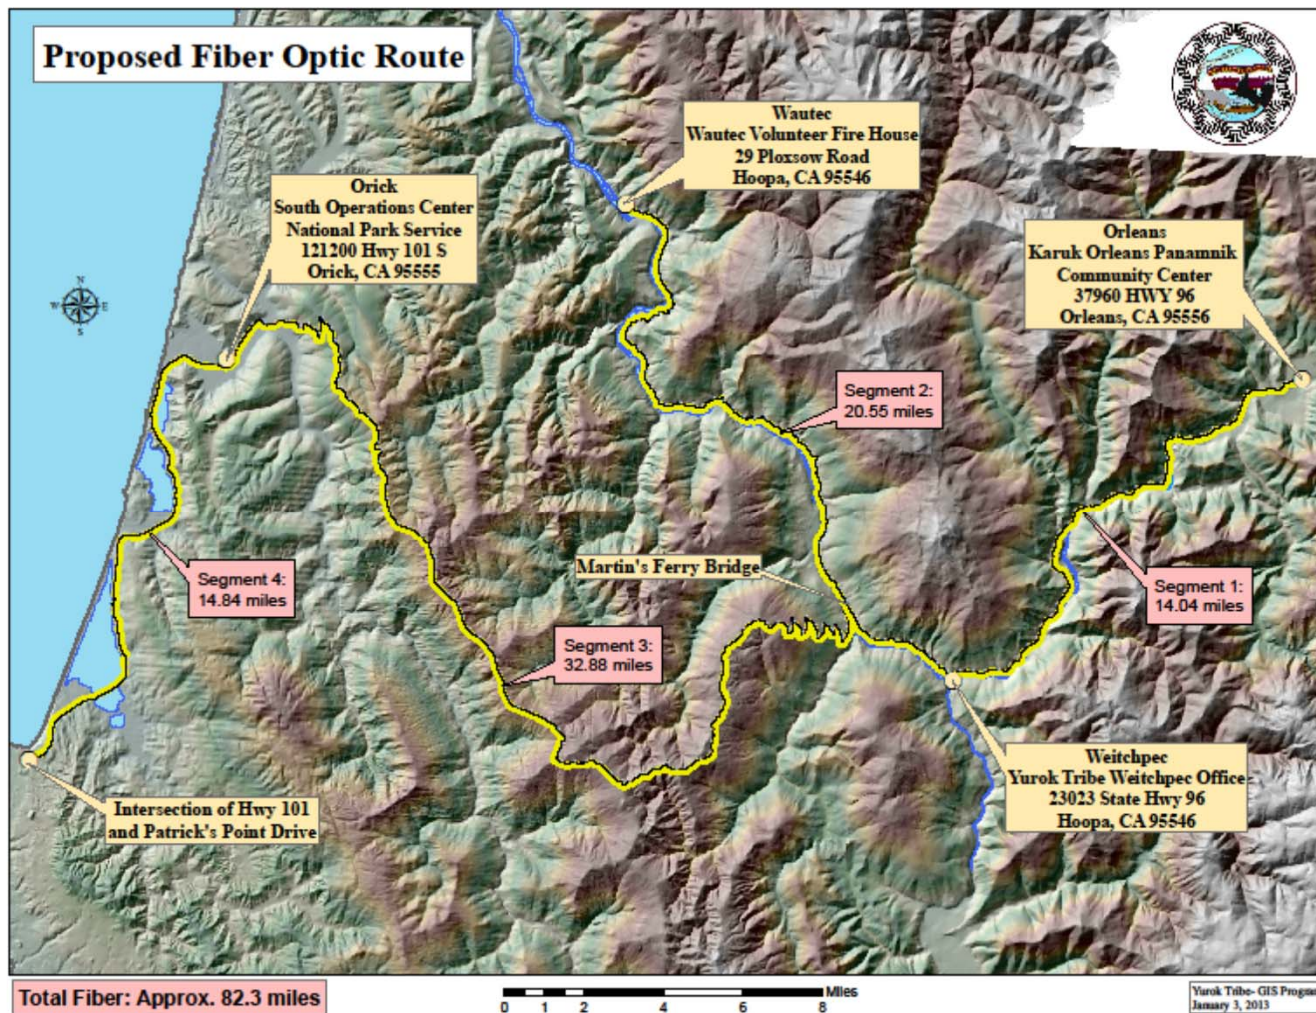 Proposed Fiber Optic Route
Wautec
Wautec Volunteer Fire House
29 Ploxsow Road
Hoopa, CA 95546
Orick
South Operations Center
National Park Service
121200 Hwy 101 S
Orick, CA 95555
Orleans
Karuk Orleans Panamnik
Community Center
37960 HWY 96
Orleans, CA 95556
N
W
E
S
Segment 2:
20.55 miles
Martin's Ferry Bridge
Segment 4:
14.84 miles
Segment 1:
14.04 miles
Segment 3:
32.88 miles
Weitchpec
Yurok Tribe Weitchpec Office
23023 State Hwy 96
Hoopa, CA 95546
Intersection of Hwy 101
and Patrick's Point Drive
Total Fiber: Approx. 82.3 miles
Miles
0 1 2 4 6 8
Yurok Tribe- GIS Program
January 3, 2013